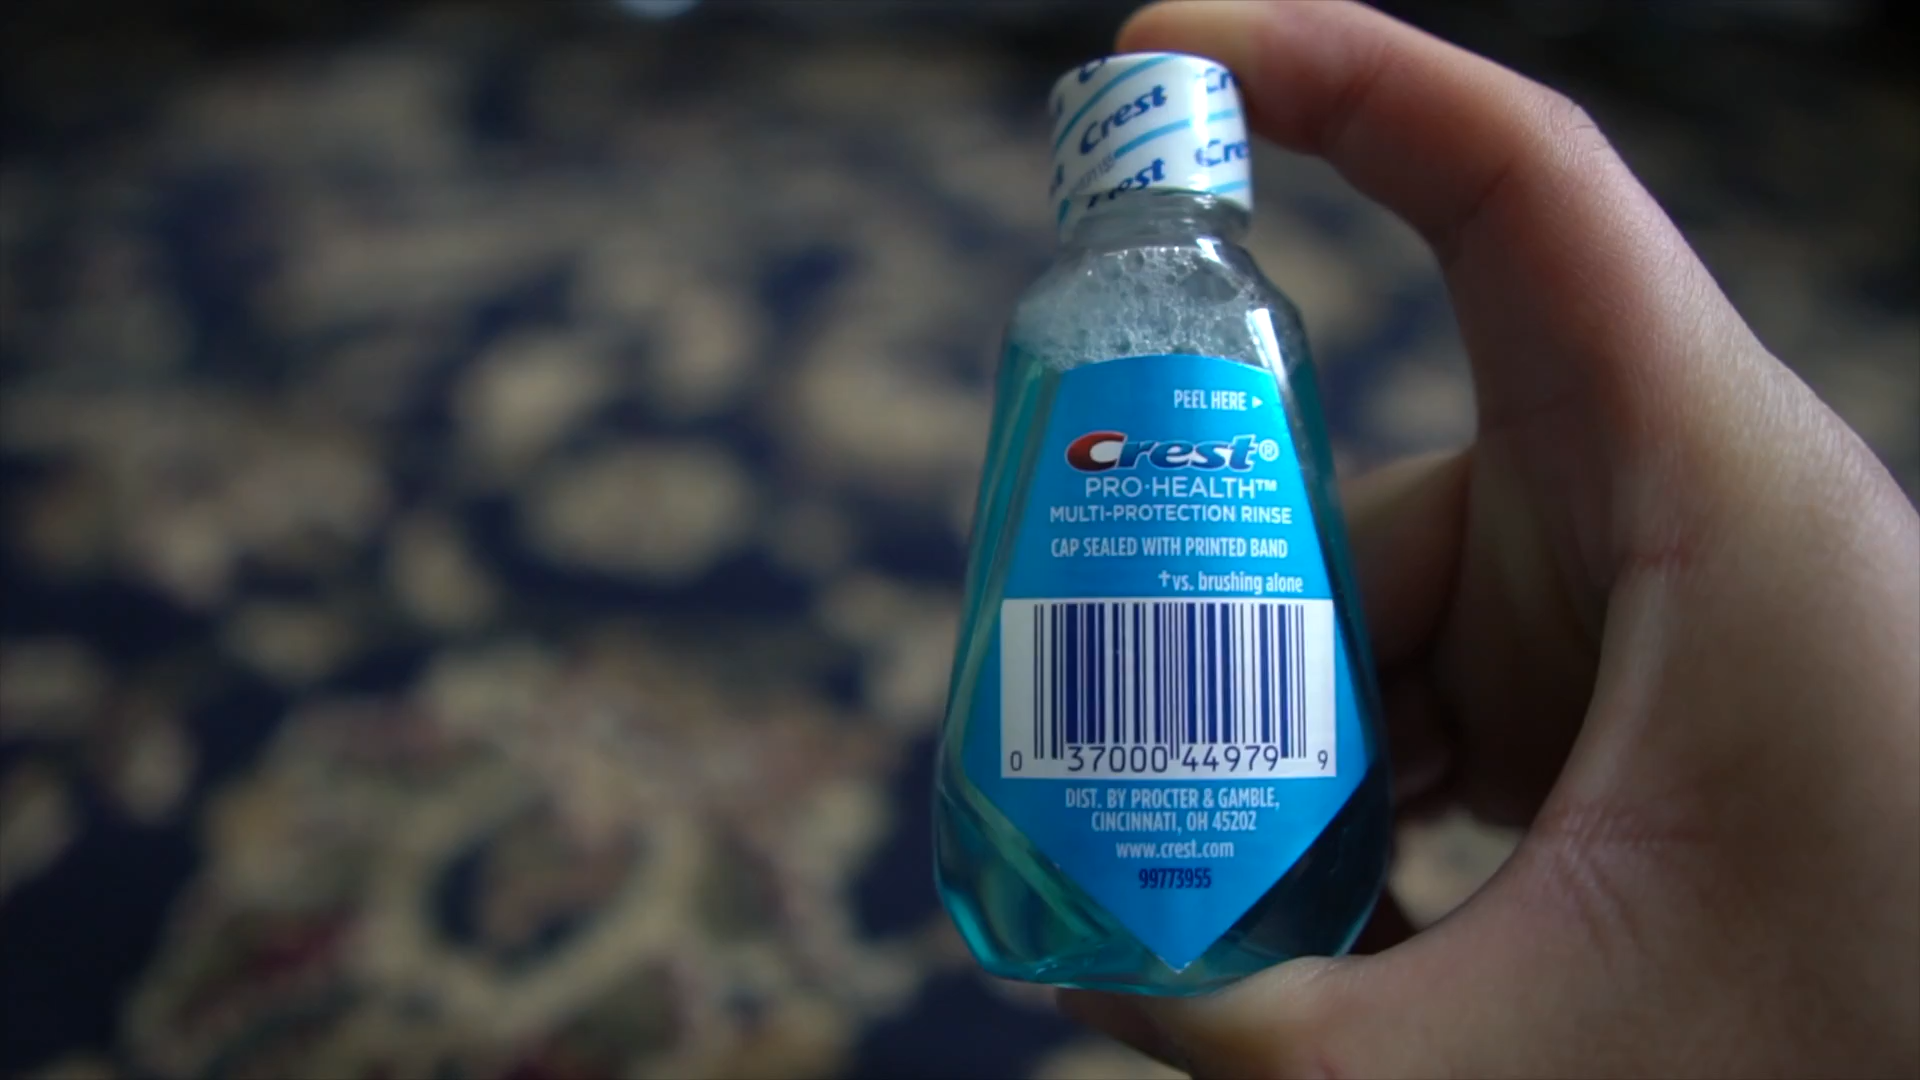 Crest
Cre
Crest
PEEL HERE ▸
Crest®
PRO·HEALTH™
MULTI-PROTECTION RINSE
CAP SEALED WITH PRINTED BAND
†vs. brushing alone
0 37000 44979 9
DIST. BY PROCTER & GAMBLE,
CINCINNATI, OH 45202
www.crest.com
99773955